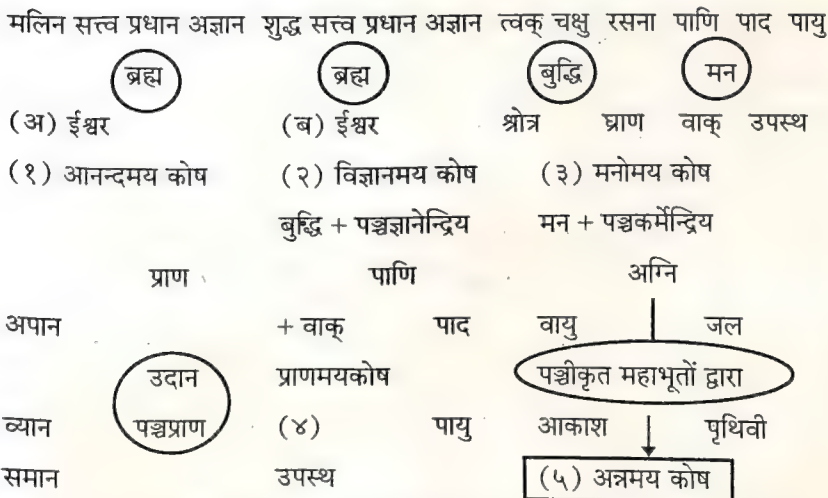 मलिन सत्त्व प्रधान अज्ञान शुद्ध सत्त्व प्रधान अज्ञान त्वक् चक्षु रसना पाणि पाद पायु
ब्रह्म ब्रह्म बुद्धि मन
(अ) ईश्वर (ब) ईश्वर श्रोत्र घ्राण वाक् उपस्थ
(१) आनन्दमय कोष (२) विज्ञानमय कोष (३) मनोमय कोष
बुद्धि + पञ्चज्ञानेन्द्रिय मन + पञ्चकर्मेन्द्रिय
प्राण पाणि अग्नि
अपान + वाक् पाद वायु जल
उदान प्राणमयकोष पञ्चीकृत महाभूतों द्वारा
व्यान पञ्चप्राण (४) पायु आकाश पृथिवी
समान उपस्थ (५) अन्नमय कोष